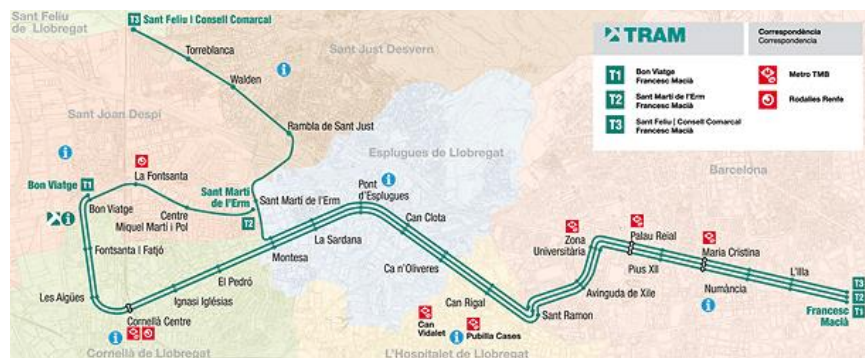 Sant Feliu
de Llobregat
T3 Sant Feliu | Consell Comarcal
Torreblanca
Sant Just Desvern
Walden
Sant Joan Despí
Rambla de Sant Just
Esplugues de Llobregat
Barcelona
TRAM
Correspondència
Correspondencia
T1
Bon Viatge
Francesc Macià
T2
Sant Martí de l'Erm
Francesc Macià
T3
Sant Feliu | Consell Comarcal
Francesc Macià
Metro TMB
Rodalies Renfe
La Fontsanta
Bon Viatge T1
Bon Viatge
Centre
Miquel Martí i Pol
Sant Martí
de l'Erm
T2
Sant Martí de l'Erm
Pont
d'Esplugues
Can Clota
La Sardana
Montesa
Fontsanta | Fatjó
El Pedró
Ca n'Oliveres
Les Aigües
Ignasi Iglésias
Cornellà Centre
Can Rigal
Can
Vidalet
Pubilla Cases
Sant Ramon
Zona
Universitària
Palau Reial
Maria Cristina
Pius XII
Avinguda de Xile
Numància
L'Illa
T3
T2
T1
Francesc
Macià
Cornellà de Llobregat
L'Hospitalet de Llobregat